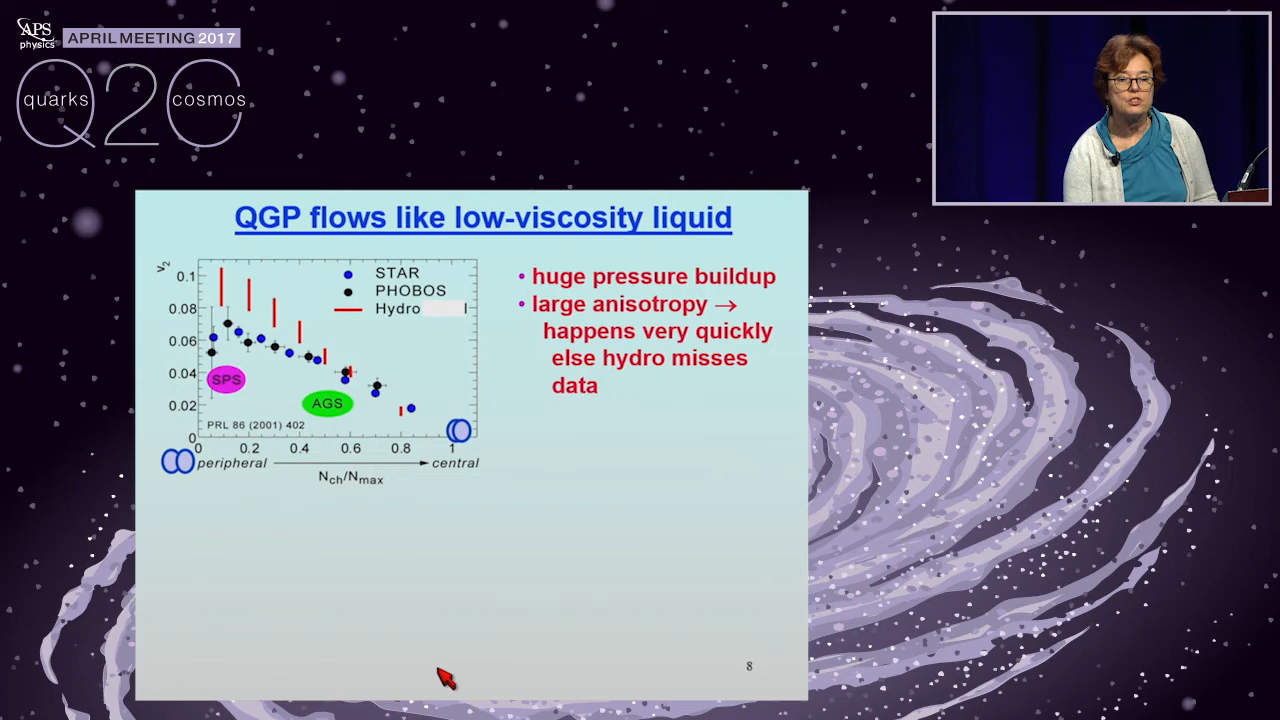 APS
physics
APRIL MEETING 2017
Q2C
quarks
cosmos
QGP flows like low-viscosity liquid
v2
0.1
0.08
0.06
0.04
0.02
0
STAR
PHOBOS
Hydro
SPS
AGS
PRL 86 (2001) 402
0 0.2 0.4 0.6 0.8 1
peripheral central
Nch/Nmax
• huge pressure buildup
• large anisotropy →
happens very quickly
else hydro misses
data
8